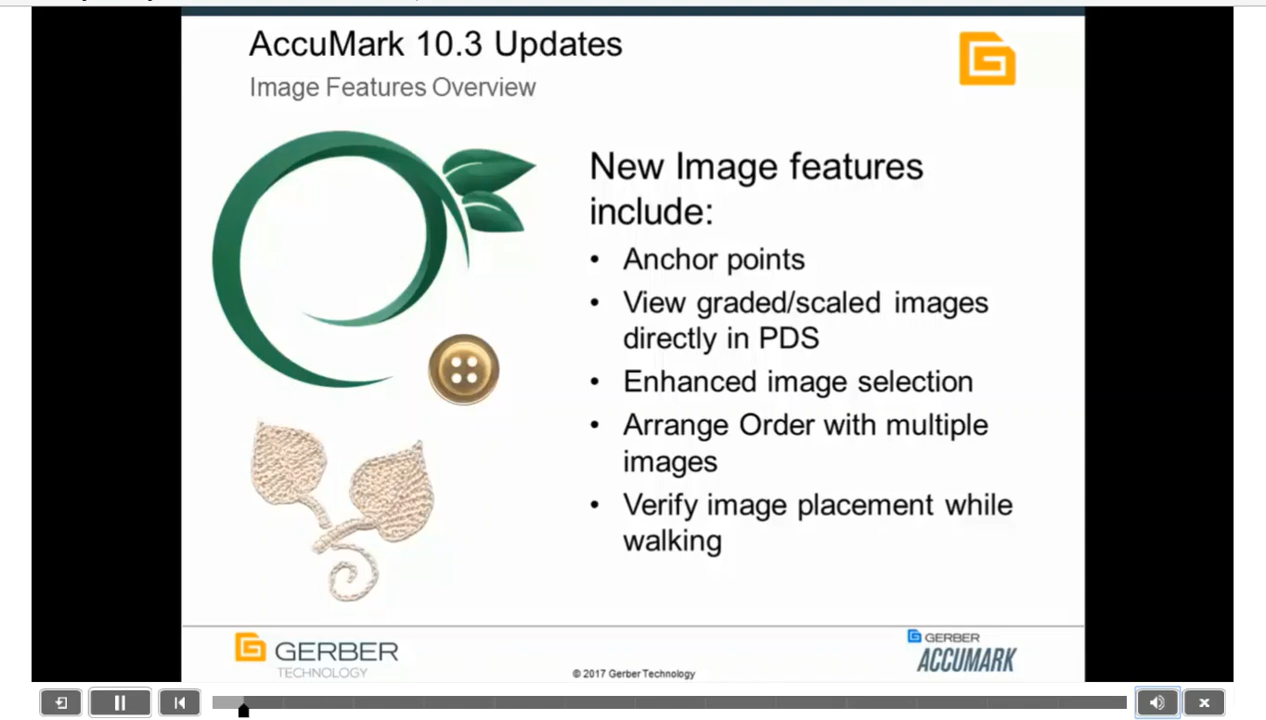 AccuMark 10.3 Updates
Image Features Overview
New Image features
include:
• Anchor points
• View graded/scaled images
directly in PDS
• Enhanced image selection
• Arrange Order with multiple
images
• Verify image placement while
walking
GERBER
TECHNOLOGY
© 2017 Gerber Technology
GERBER
ACCUMARK